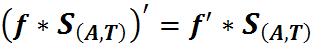 (f * S₍A,T₎)′ = f′ * S₍A,T₎